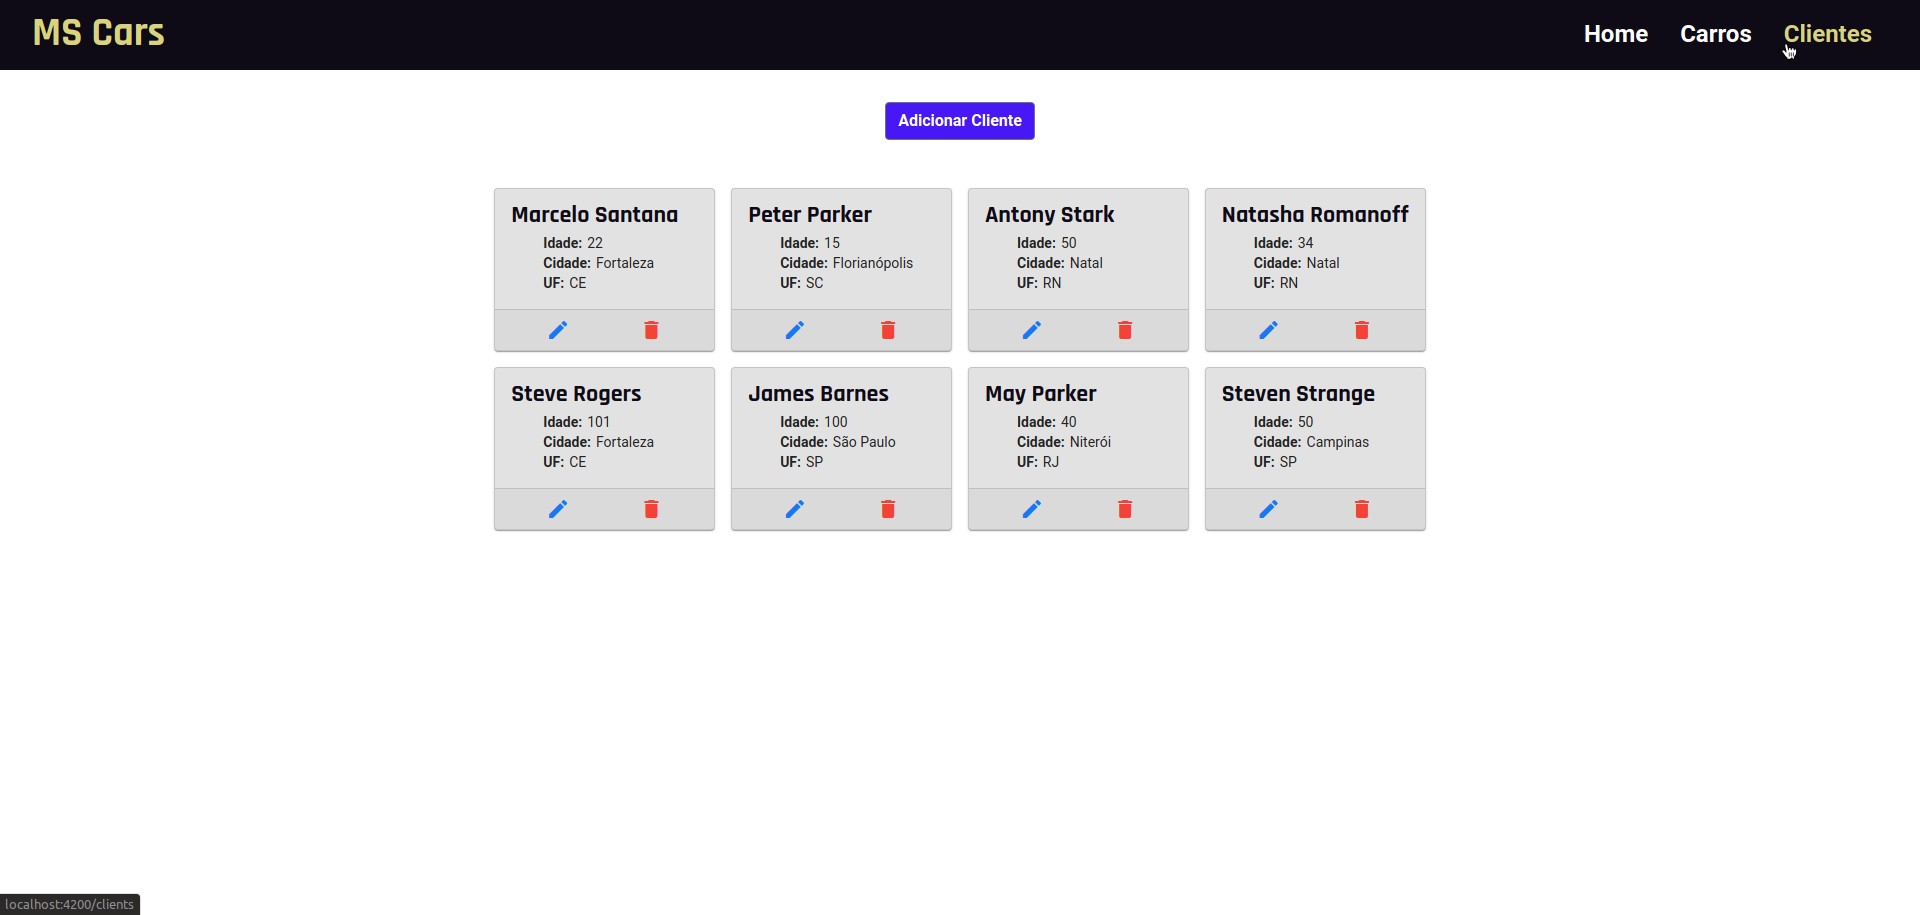 MS Cars
Home Carros Clientes
Adicionar Cliente
Marcelo Santana
Idade: 22
Cidade: Fortaleza
UF: CE
Peter Parker
Idade: 15
Cidade: Florianópolis
UF: SC
Antony Stark
Idade: 50
Cidade: Natal
UF: RN
Natasha Romanoff
Idade: 34
Cidade: Natal
UF: RN
Steve Rogers
Idade: 101
Cidade: Fortaleza
UF: CE
James Barnes
Idade: 100
Cidade: São Paulo
UF: SP
May Parker
Idade: 40
Cidade: Niterói
UF: RJ
Steven Strange
Idade: 50
Cidade: Campinas
UF: SP
localhost:4200/clients